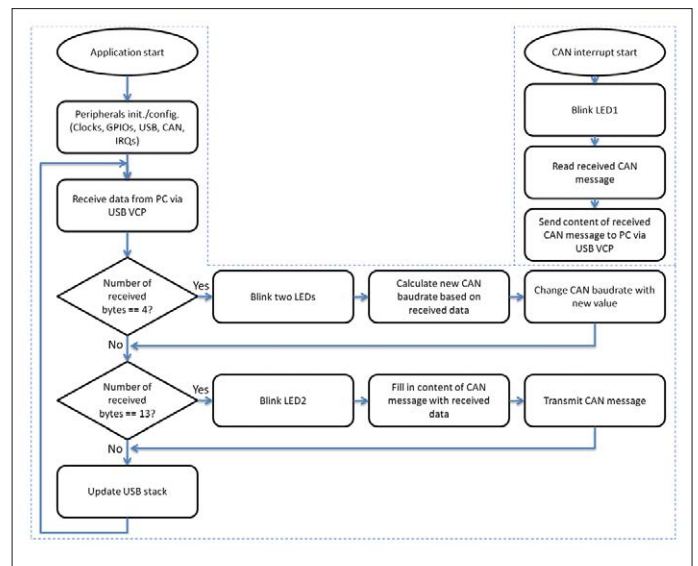 Application start
Peripherals init./config.
(Clocks, GPIOs, USB, CAN,
IRQs)
Receive data from PC via
USB VCP
Number of
received
bytes == 4?
Yes
Blink two LEDs
Calculate new CAN
baudrate based on
received data
Change CAN baudrate with
new value
No
Number of
received
bytes == 13?
Yes
Blink LED2
Fill in content of CAN
message with received
data
Transmit CAN message
No
Update USB stack
CAN interrupt start
Blink LED1
Read received CAN
message
Send content of received
CAN message to PC via
USB VCP